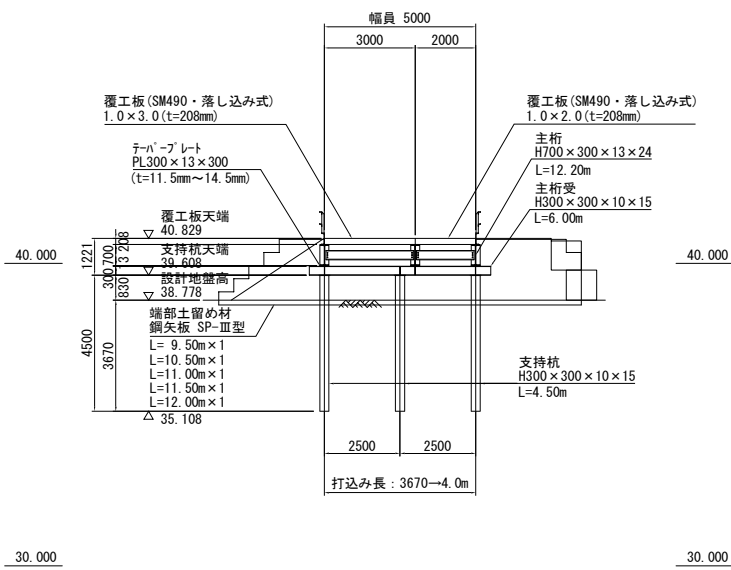 幅員 5000
3000
2000
覆工板(SM490・落し込み式)
1.0×3.0(t=208mm)
覆工板(SM490・落し込み式)
1.0×2.0(t=208mm)
テーパープレート
PL300×13×300
(t=11.5mm～14.5mm)
主桁
H700×300×13×24
L=12.20m
主桁受
H300×300×10×15
L=6.00m
覆工板天端
40.829
支持杭天端
39.608
設計地盤高
38.778
40.000
40.000
1221
208
700
13
300
830
4500
3670
端部土留め材
鋼矢板 SP-Ⅲ型
L= 9.50m×1
L=10.50m×1
L=11.00m×1
L=11.50m×1
L=12.00m×1
支持杭
H300×300×10×15
L=4.50m
35.108
2500
2500
打込み長：3670→4.0m
30.000
30.000